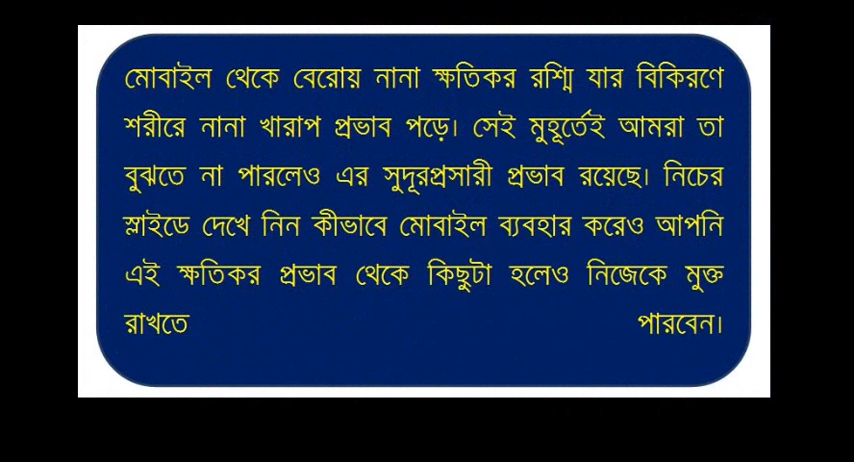 মোবাইল থেকে বেরোয় নানা ক্ষতিকর রশ্মি যার বিকিরণে
শরীরে নানা খারাপ প্রভাব পড়ে। সেই মুহূর্তেই আমরা তা
বুঝতে না পারলেও এর সুদূরপ্রসারী প্রভাব রয়েছে। নিচের
স্লাইডে দেখে নিন কীভাবে মোবাইল ব্যবহার করেও আপনি
এই ক্ষতিকর প্রভাব থেকে কিছুটা হলেও নিজেকে মুক্ত
রাখতে পারবেন।